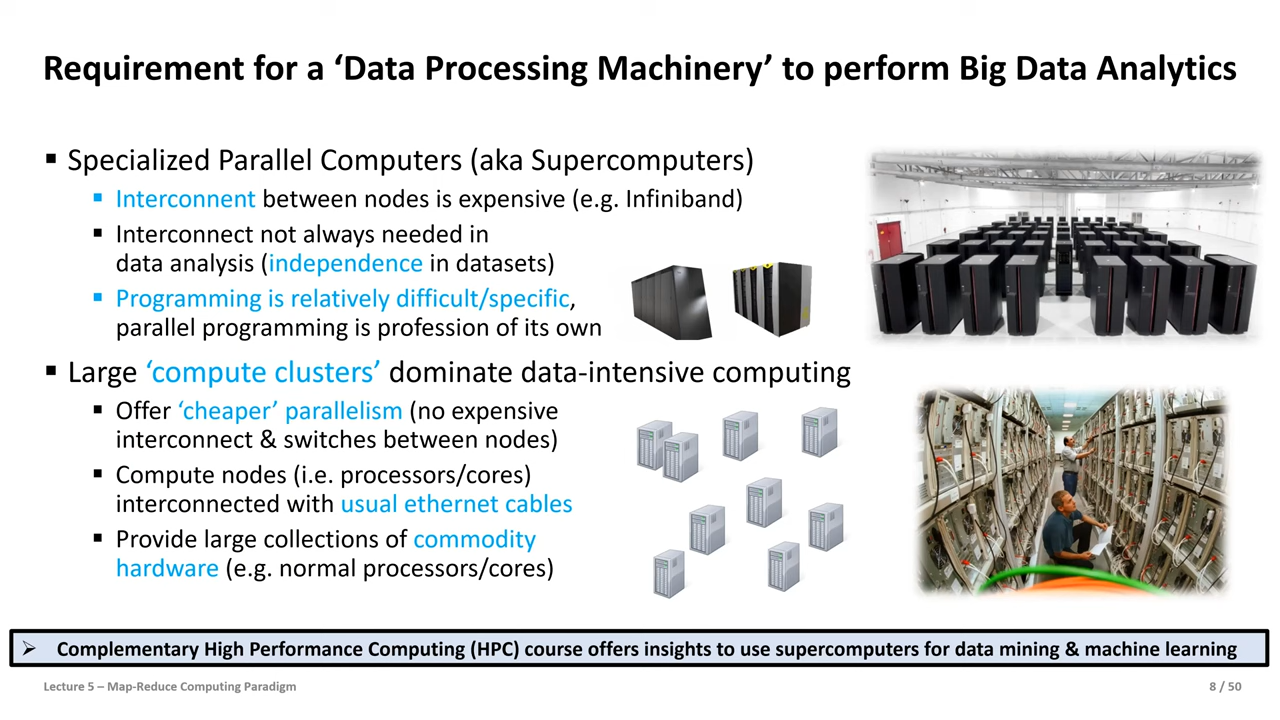 Requirement for a ‘Data Processing Machinery’ to perform Big Data Analytics
▪ Specialized Parallel Computers (aka Supercomputers)
▪ Interconnent between nodes is expensive (e.g. Infiniband)
▪ Interconnect not always needed in
data analysis (independence in datasets)
▪ Programming is relatively difficult/specific,
parallel programming is profession of its own
▪ Large ‘compute clusters’ dominate data-intensive computing
▪ Offer ‘cheaper’ parallelism (no expensive
interconnect & switches between nodes)
▪ Compute nodes (i.e. processors/cores)
interconnected with usual ethernet cables
▪ Provide large collections of commodity
hardware (e.g. normal processors/cores)
➢ Complementary High Performance Computing (HPC) course offers insights to use supercomputers for data mining & machine learning
Lecture 5 – Map-Reduce Computing Paradigm
8 / 50